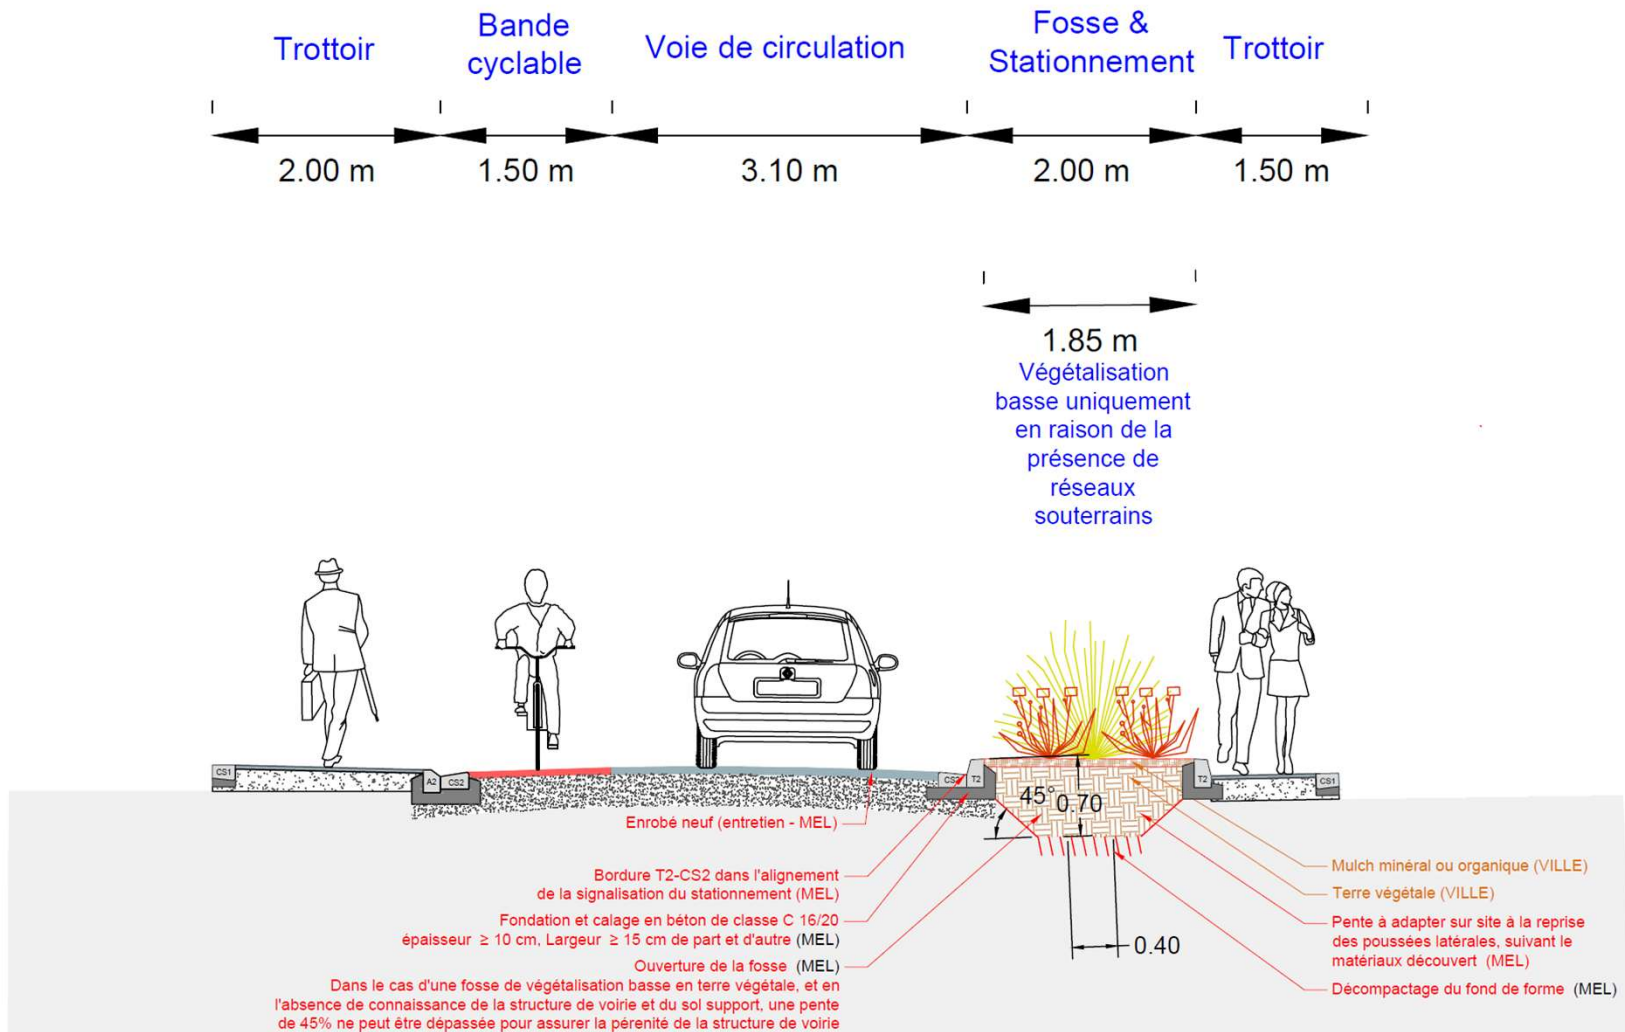 Trottoir
Bande
cyclable
Voie de circulation
Fosse &
Stationnement
Trottoir
2.00 m
1.50 m
3.10 m
2.00 m
1.50 m
1.85 m
Végétalisation
basse uniquement
en raison de la
présence de
réseaux
souterrains
CS1
A2
CS2
CS2
T2
T2
CS1
45°
0.70
0.40
Enrobé neuf (entretien - MEL)
Bordure T2-CS2 dans l'alignement
de la signalisation du stationnement (MEL)
Fondation et calage en béton de classe C 16/20
épaisseur ≥ 10 cm, Largeur ≥ 15 cm de part et d'autre (MEL)
Ouverture de la fosse (MEL)
Dans le cas d'une fosse de végétalisation basse en terre végétale, et en
l'absence de connaissance de la structure de voirie et du sol support, une pente
de 45% ne peut être dépassée pour assurer la pérenité de la structure de voirie
Mulch minéral ou organique (VILLE)
Terre végétale (VILLE)
Pente à adapter sur site à la reprise
des poussées latérales, suivant le
matériaux découvert (MEL)
Décompactage du fond de forme (MEL)